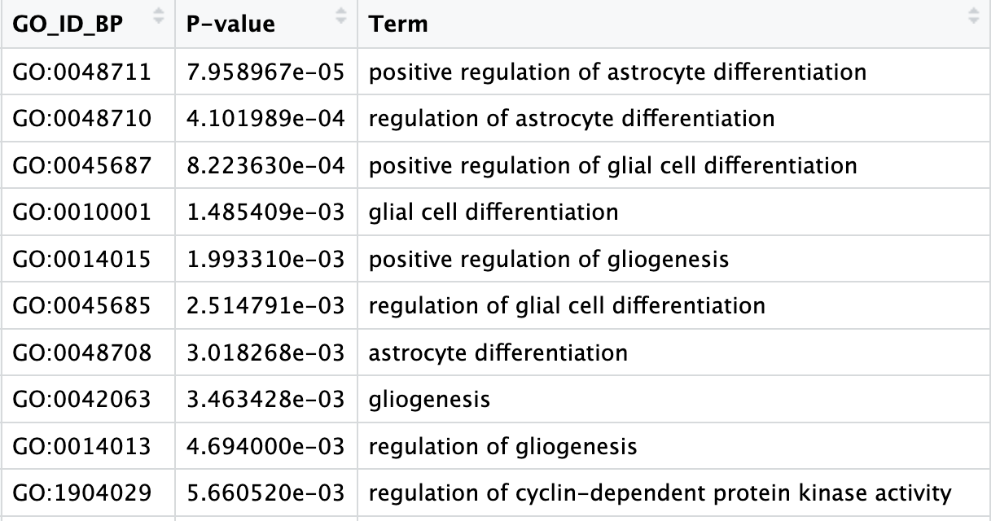 GO_ID_BP P-value Term
GO:0048711 7.958967e-05 positive regulation of astrocyte differentiation
GO:0048710 4.101989e-04 regulation of astrocyte differentiation
GO:0045687 8.223630e-04 positive regulation of glial cell differentiation
GO:0010001 1.485409e-03 glial cell differentiation
GO:0014015 1.993310e-03 positive regulation of gliogenesis
GO:0045685 2.514791e-03 regulation of glial cell differentiation
GO:0048708 3.018268e-03 astrocyte differentiation
GO:0042063 3.463428e-03 gliogenesis
GO:0014013 4.694000e-03 regulation of gliogenesis
GO:1904029 5.660520e-03 regulation of cyclin-dependent protein kinase activity